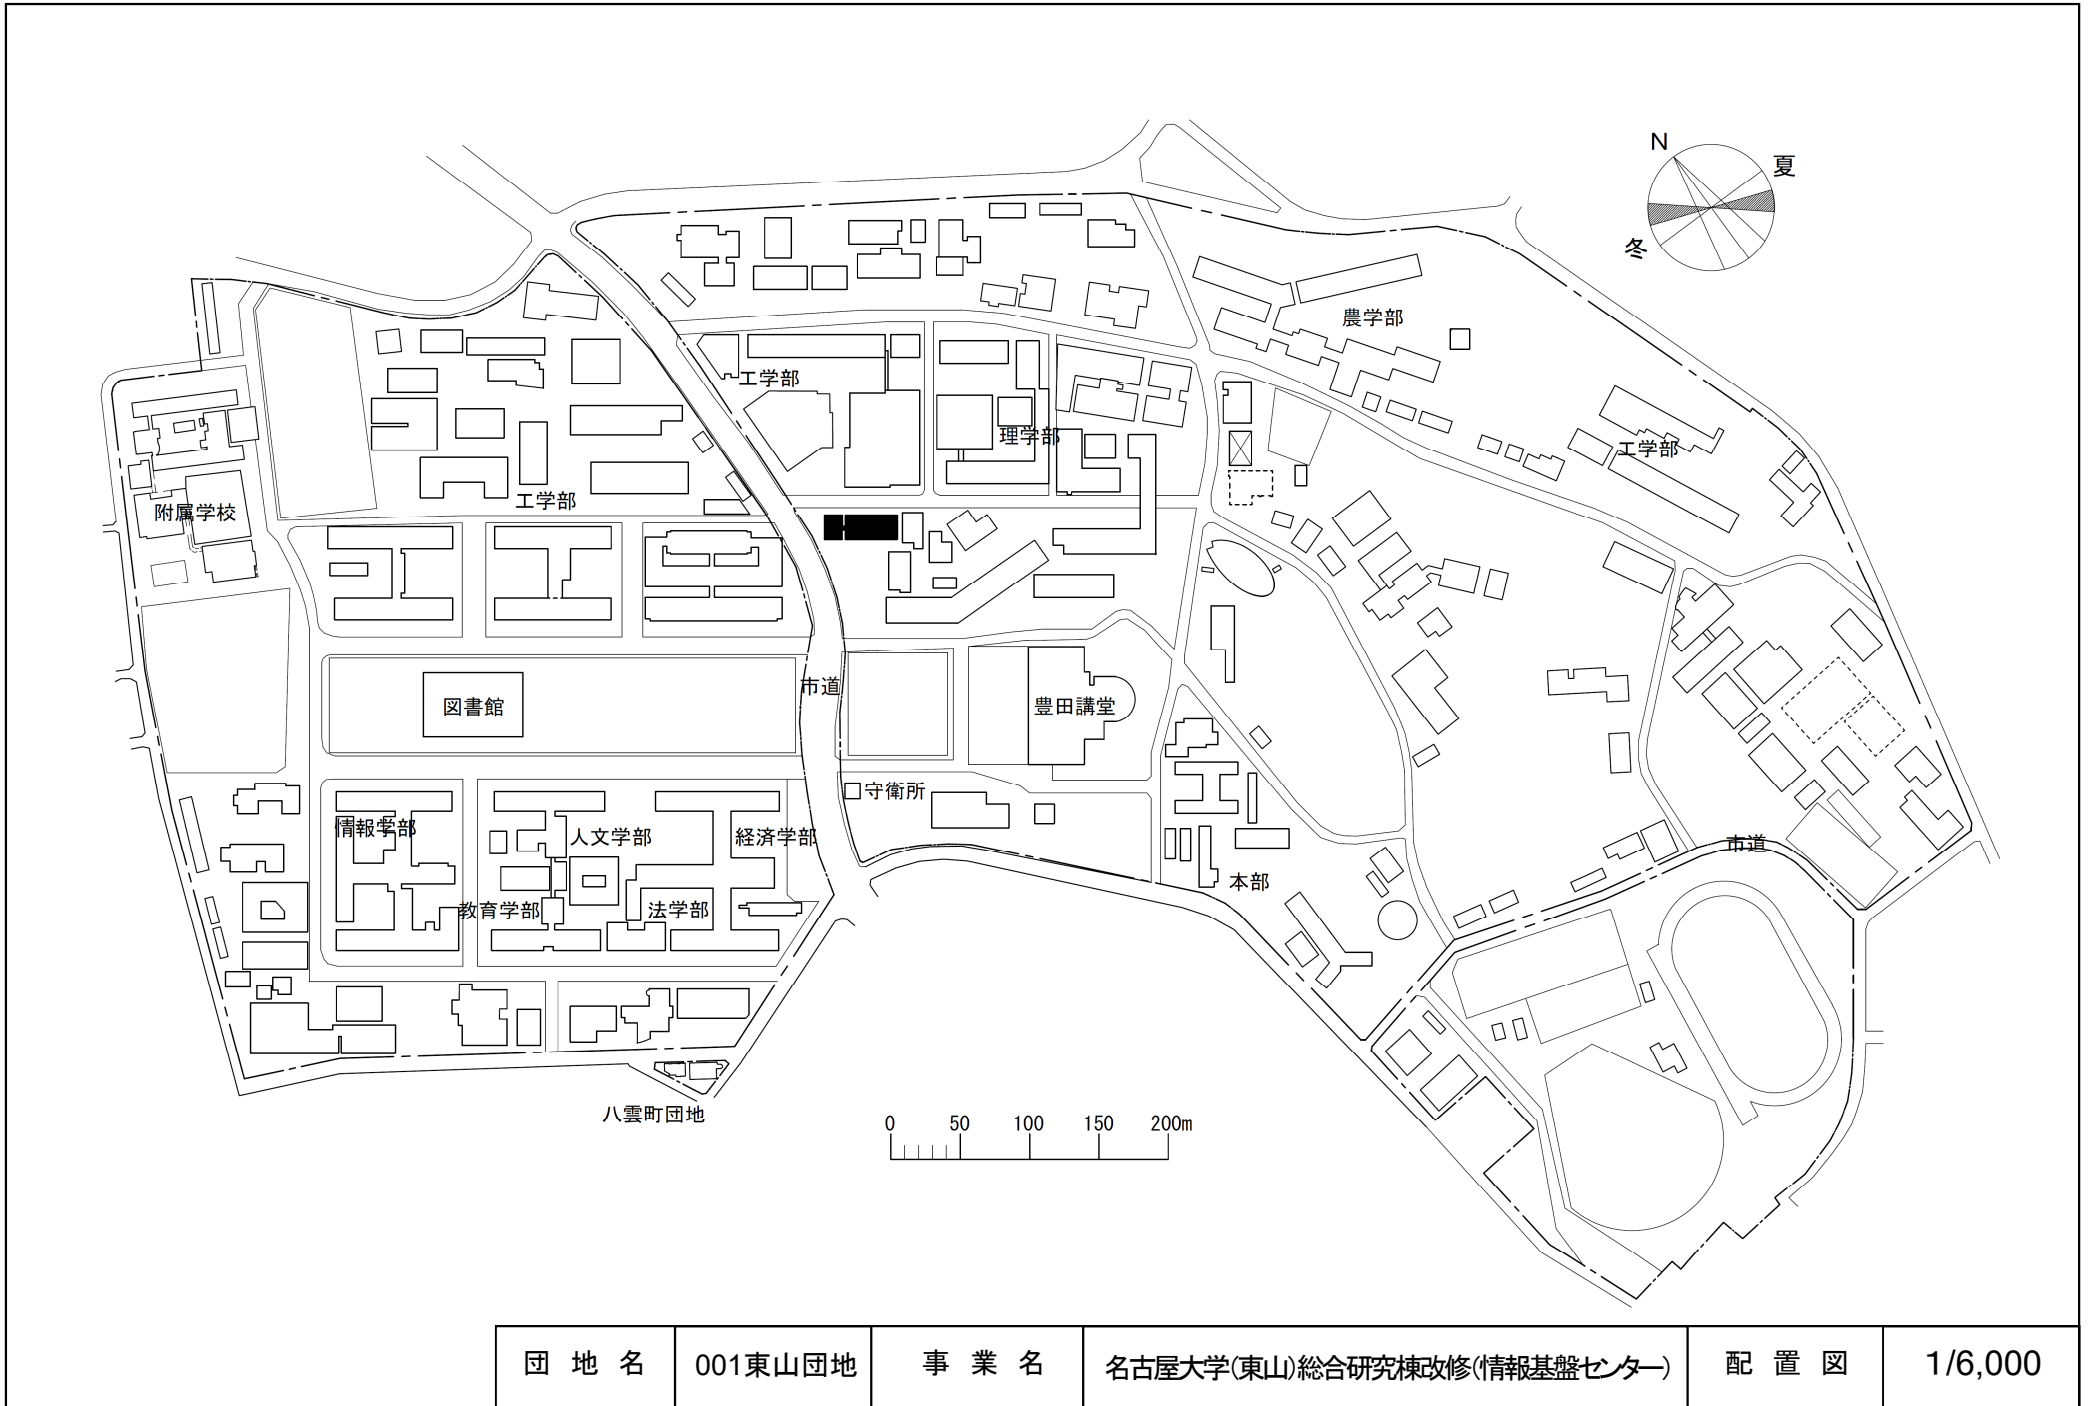 N
夏
冬
農学部
工学部
理学部
工学部
工学部
附属学校
市道
図書館
豊田講堂
守衛所
情報学部
人文学部
経済学部
市道
本部
教育学部
法学部
八雲町団地
0 50 100 150 200m
団地名 001東山団地 事業名 名古屋大学(東山)総合研究棟改修(情報基盤センター) 配置図 1/6,000